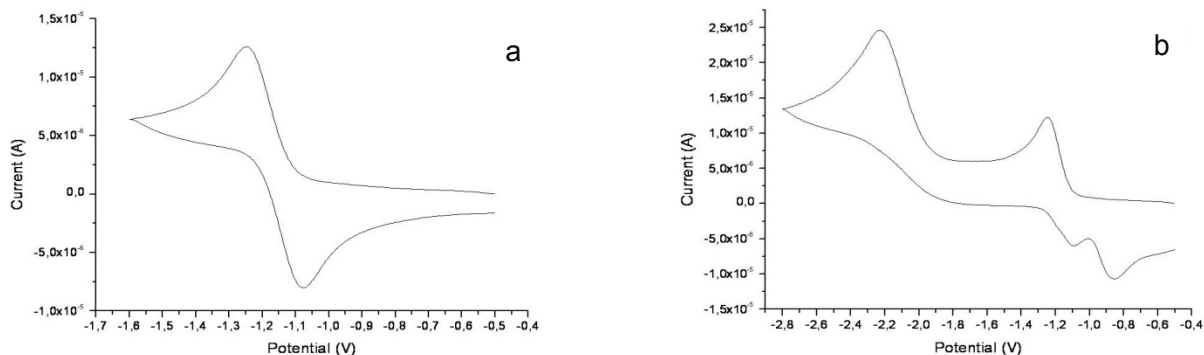 a
1,5x10⁻⁵
1,0x10⁻⁵
5,0x10⁻⁶
0,0
-5,0x10⁻⁶
-1,0x10⁻⁵
Current (A)
-1,7 -1,6 -1,5 -1,4 -1,3 -1,2 -1,1 -1,0 -0,9 -0,8 -0,7 -0,6 -0,5 -0,4
Potential (V)
b
2,5x10⁻⁵
2,0x10⁻⁵
1,5x10⁻⁵
1,0x10⁻⁵
5,0x10⁻⁶
0,0
-5,0x10⁻⁶
-1,0x10⁻⁵
-1,5x10⁻⁵
Current (A)
-2,8 -2,6 -2,4 -2,2 -2,0 -1,8 -1,6 -1,4 -1,2 -1,0 -0,8 -0,6 -0,4
Potential (V)